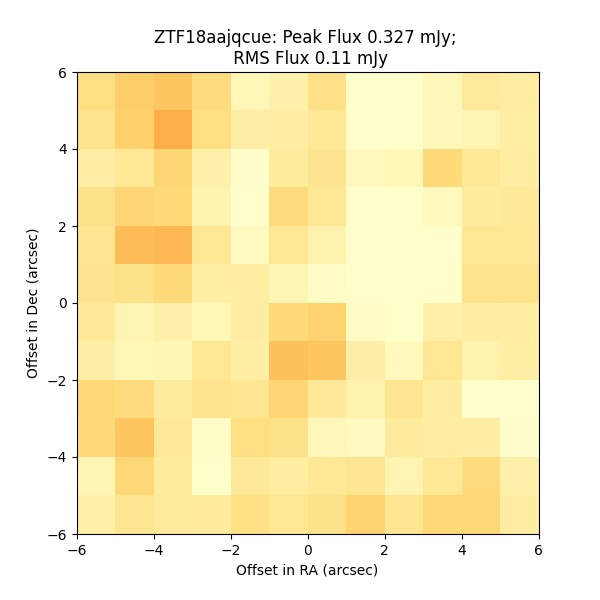 ZTF18aajqcue: Peak Flux 0.327 mJy;
RMS Flux 0.11 mJy
6
4
2
0
−2
−4
−6
Offset in Dec (arcsec)
−6 −4 −2 0 2 4 6
Offset in RA (arcsec)